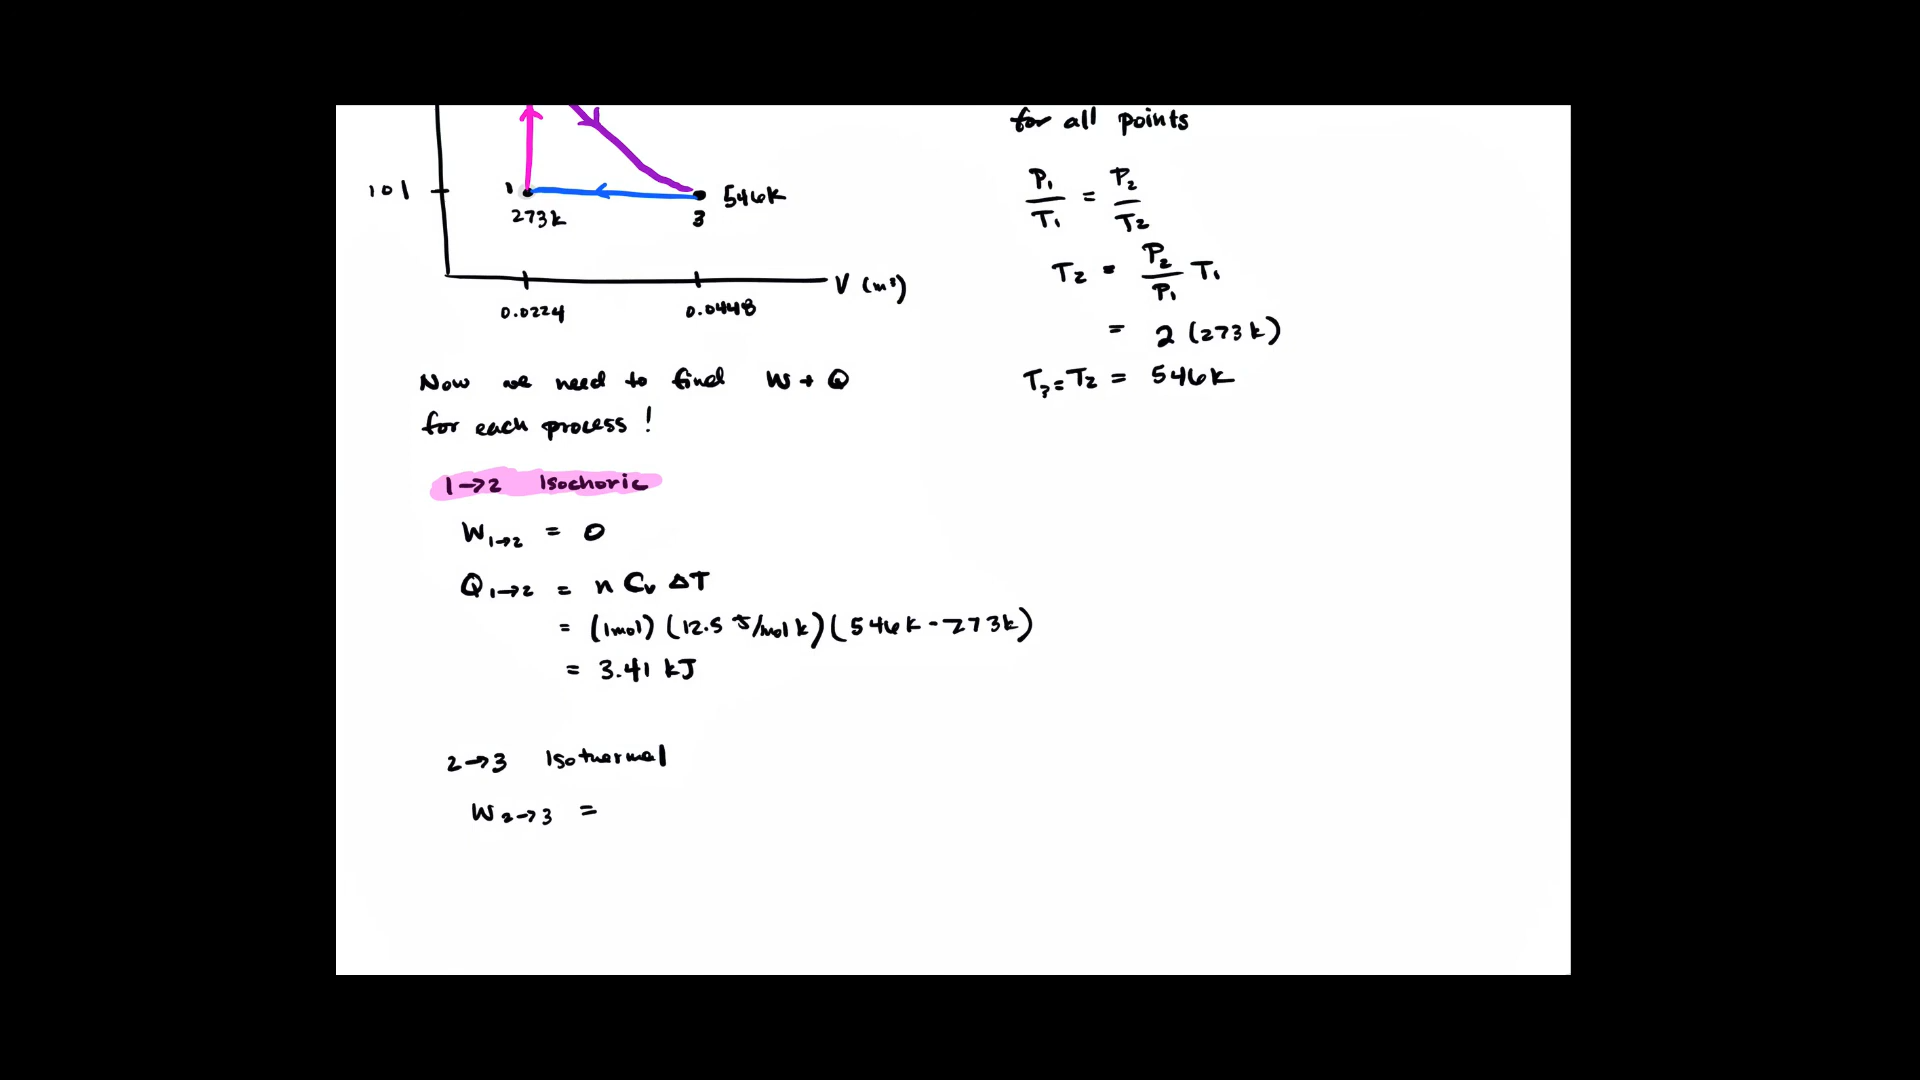 101
1
273k
3
546k
V (m³)
0.0224
0.0448
Now we need to find W + Q
for each process!
1→2 Isochoric
W1→2 = 0
Q1→2 = n Cv ΔT
= (1mol) (12.5 J/mol k) (546k - 273k)
= 3.41 kJ
2→3 Isothermal
W2→3 =
for all points
P1/T1 = P2/T2
T2 = P2/P1 T1
= 2 (273k)
T3=T2 = 546k